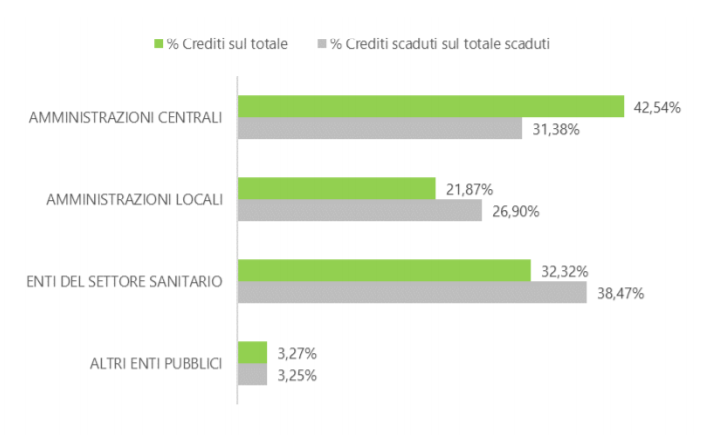 % Crediti sul totale
% Crediti scaduti sul totale scaduti
AMMINISTRAZIONI CENTRALI
42,54%
31,38%
AMMINISTRAZIONI LOCALI
21,87%
26,90%
ENTI DEL SETTORE SANITARIO
32,32%
38,47%
ALTRI ENTI PUBBLICI
3,27%
3,25%